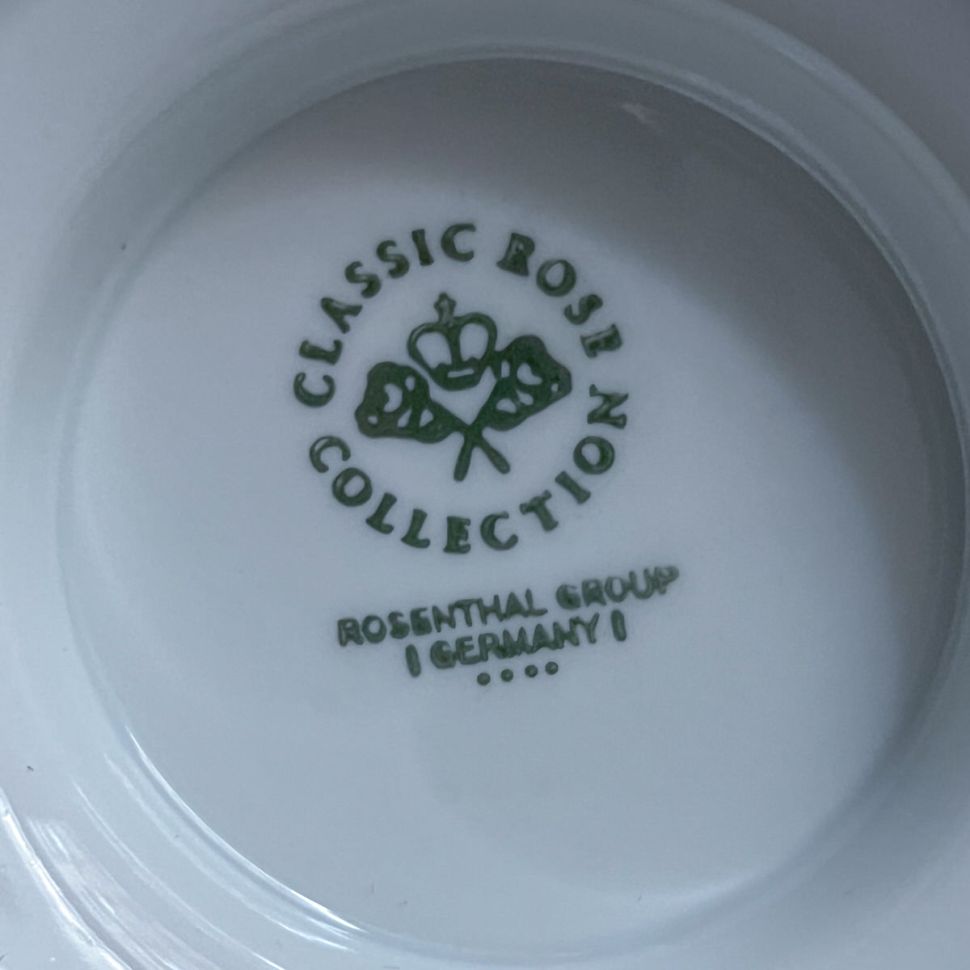 CLASSIC ROSE
COLLECTION
ROSENTHAL GROUP
| GERMANY |